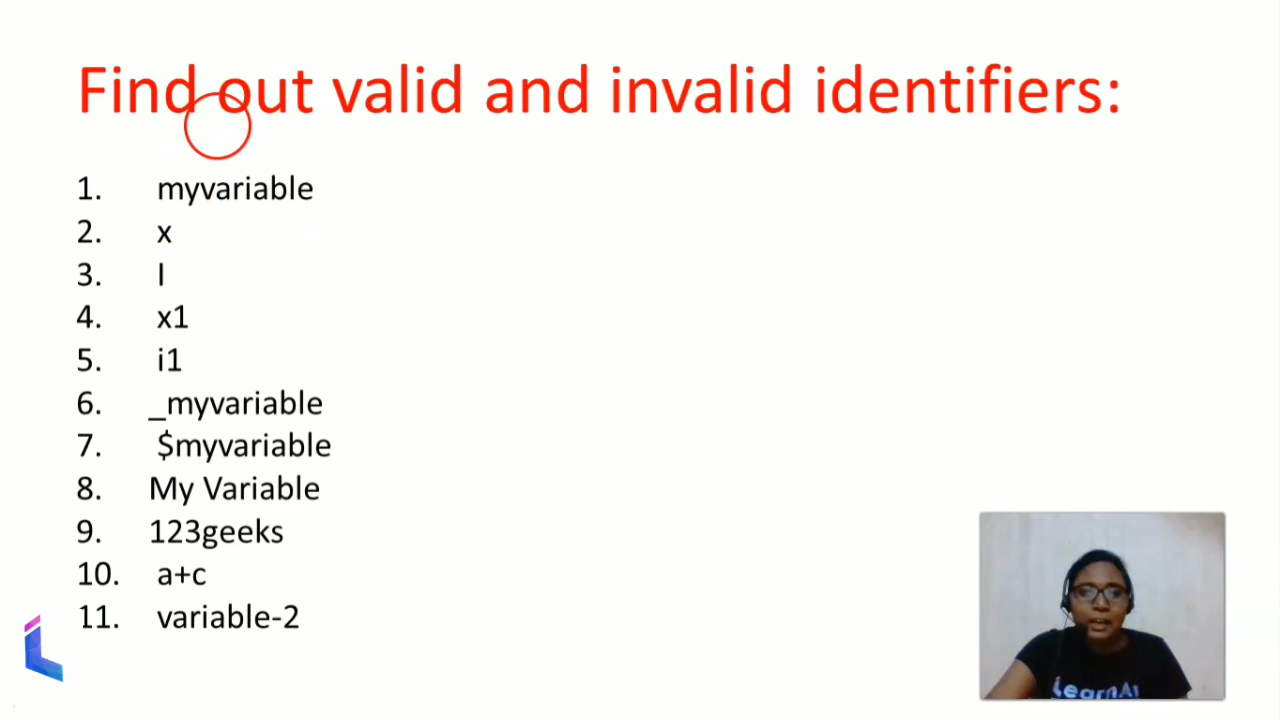 Find out valid and invalid identifiers:
1. myvariable
2. x
3. I
4. x1
5. i1
6. _myvariable
7. $myvariable
8. My Variable
9. 123geeks
10. a+c
11. variable-2
LearnAt